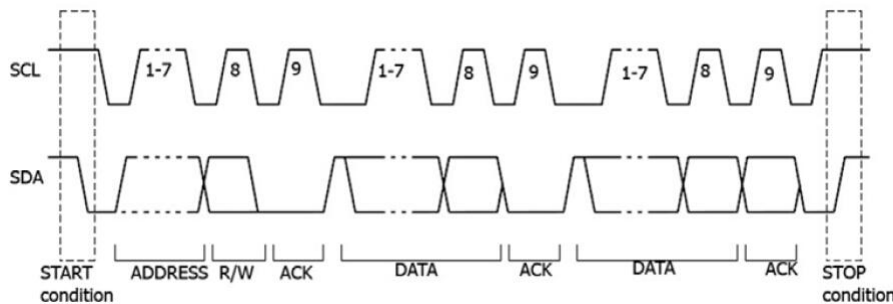 SCL 1-7 8 9 1-7 8 9 1-7 8 9
SDA
START ADDRESS R/W ACK DATA ACK DATA ACK STOP
condition condition